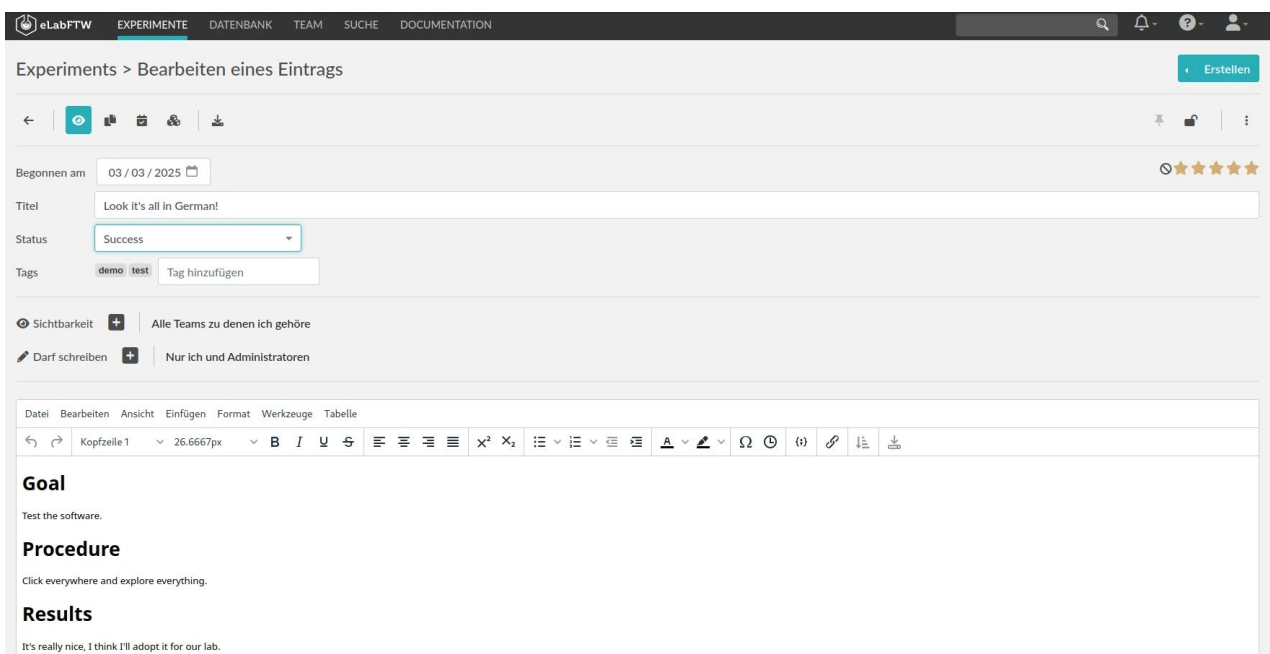 eLabFTW EXPERIMENTE DATENBANK TEAM SUCHE DOCUMENTATION
Experiments > Bearbeiten eines Eintrags
Erstellen
Begonnen am 03 / 03 / 2025
Titel Look it's all in German!
Status Success
Tags demo test Tag hinzufügen
Sichtbarkeit Alle Teams zu denen ich gehöre
Darf schreiben Nur ich und Administratoren
Datei Bearbeiten Ansicht Einfügen Format Werkzeuge Tabelle
Kopfzeile 1 26.6667px B I U S X² X₂ A Ω
Goal
Test the software.
Procedure
Click everywhere and explore everything.
Results
It's really nice, I think I'll adopt it for our lab.